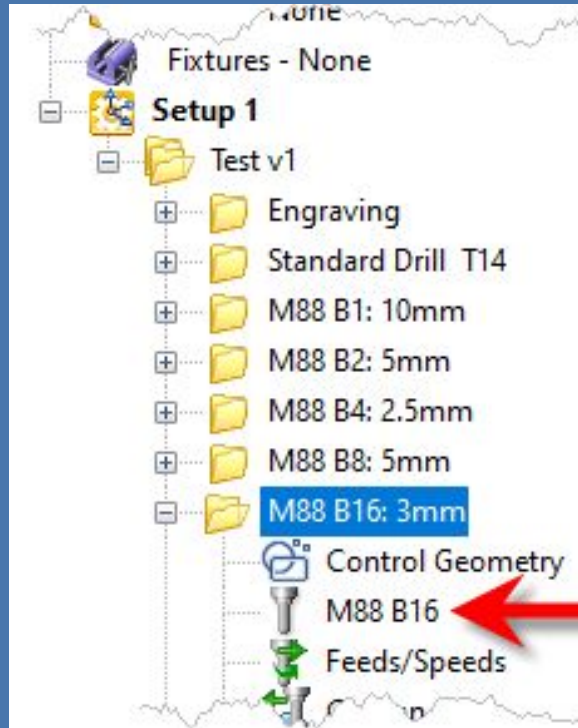 None
Fixtures - None
Setup 1
Test v1
Engraving
Standard Drill T14
M88 B1: 10mm
M88 B2: 5mm
M88 B4: 2.5mm
M88 B8: 5mm
M88 B16: 3mm
Control Geometry
M88 B16
Feeds/Speeds